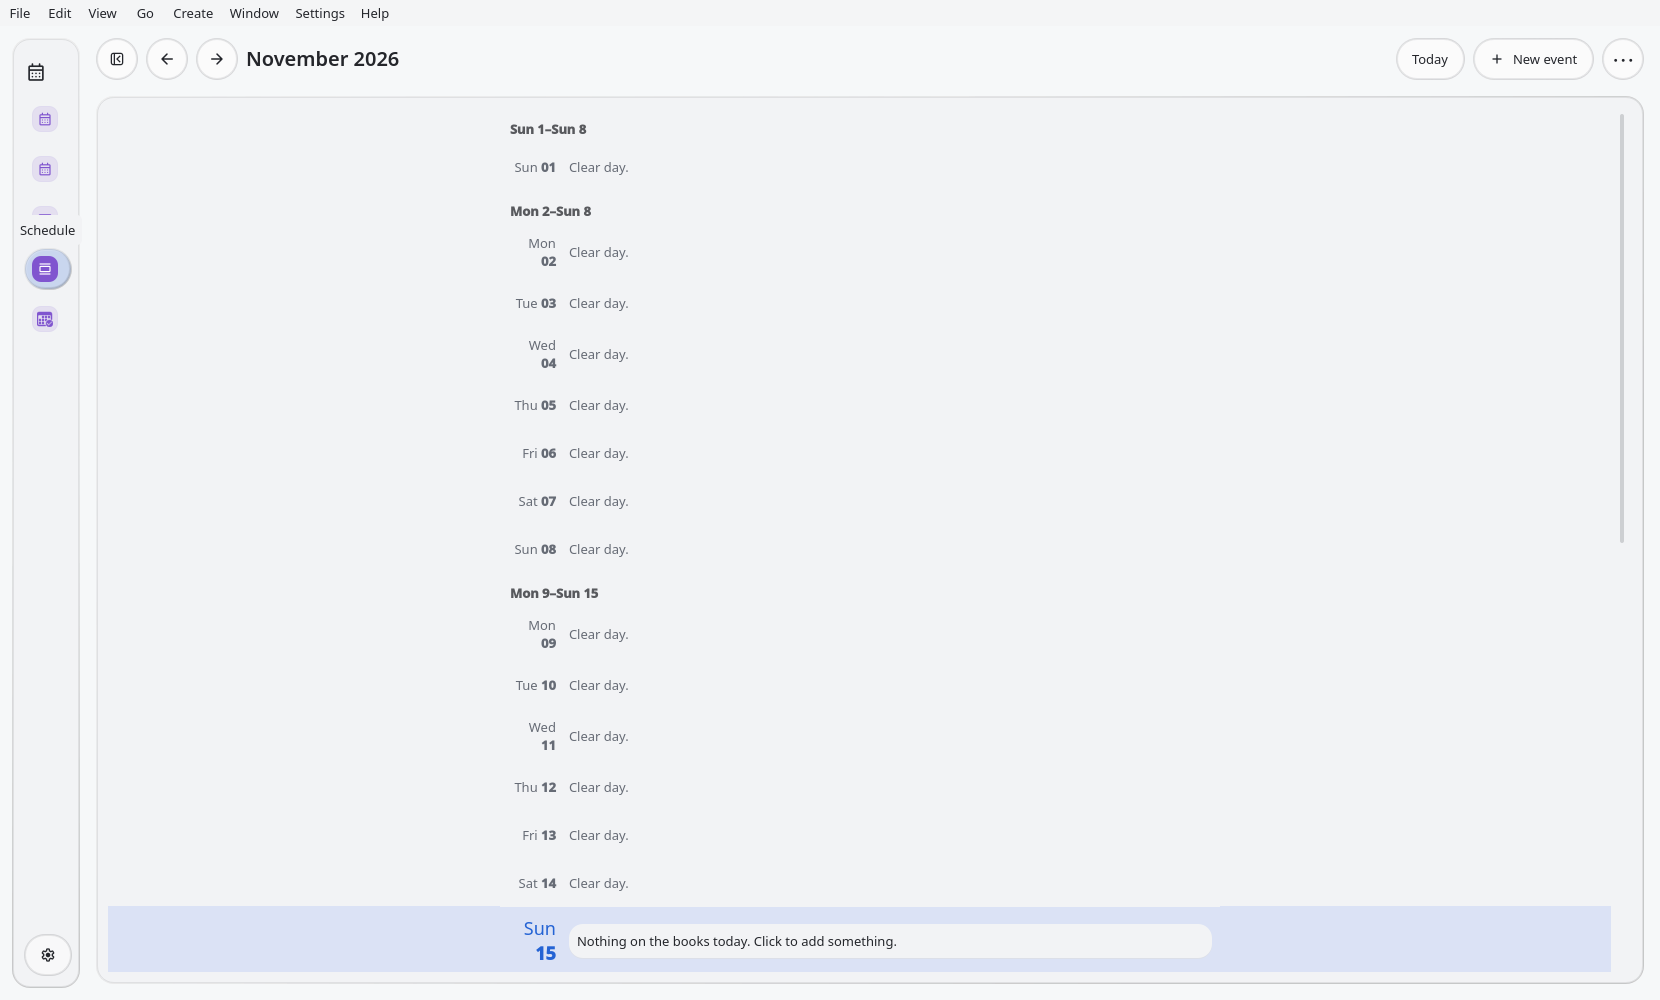 File Edit View Go Create Window Settings Help
November 2026
Today
New event
Schedule
Sun 1–Sun 8
Sun 01 Clear day.
Mon 2–Sun 8
Mon 02 Clear day.
Tue 03 Clear day.
Wed 04 Clear day.
Thu 05 Clear day.
Fri 06 Clear day.
Sat 07 Clear day.
Sun 08 Clear day.
Mon 9–Sun 15
Mon 09 Clear day.
Tue 10 Clear day.
Wed 11 Clear day.
Thu 12 Clear day.
Fri 13 Clear day.
Sat 14 Clear day.
Sun 15 Nothing on the books today. Click to add something.